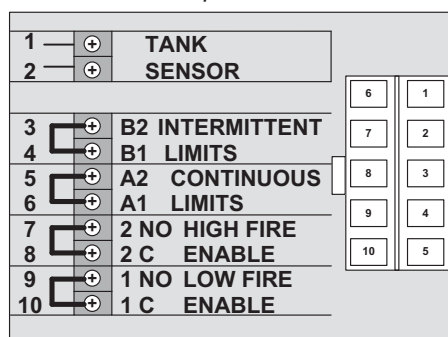 1 TANK
2 SENSOR
3 B2 INTERMITTENT
4 B1 LIMITS
5 A2 CONTINUOUS
6 A1 LIMITS
7 2 NO HIGH FIRE
8 2 C ENABLE
9 1 NO LOW FIRE
10 1 C ENABLE
6 1
7 2
8 3
9 4
10 5